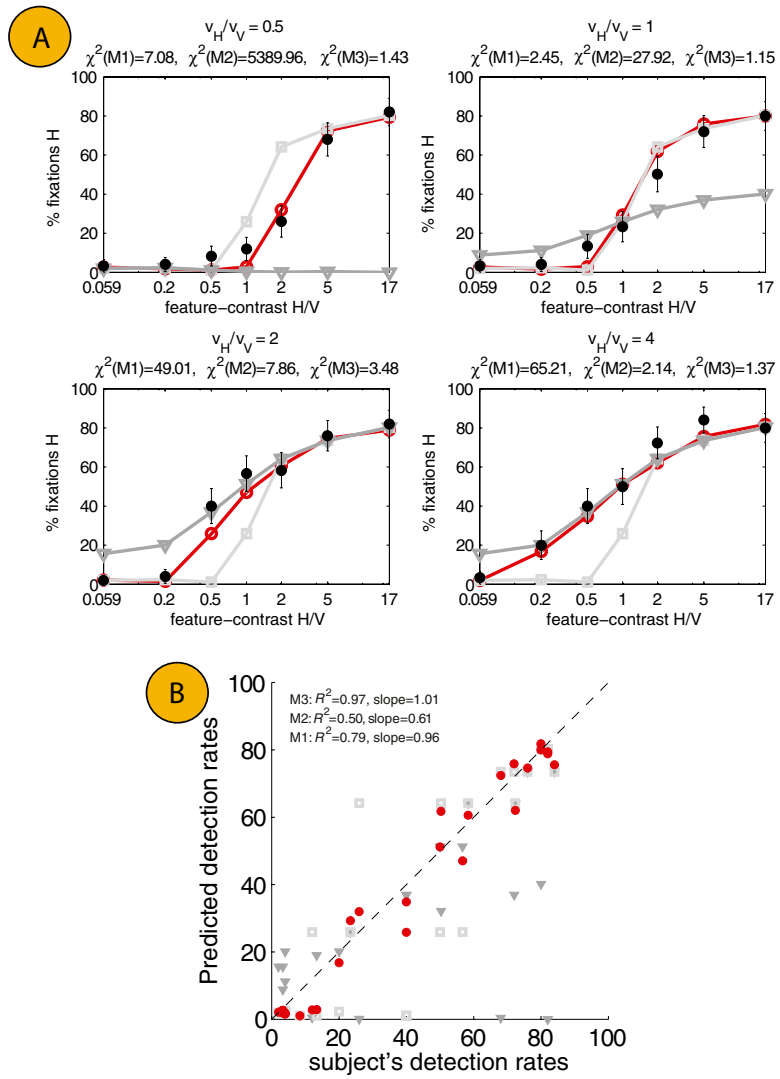 A
v_H/v_V = 0.5
χ²(M1)=7.08, χ²(M2)=5389.96, χ²(M3)=1.43
100
80
60
40
20
0
% fixations H
0.059 0.2 0.5 1 2 5 17
feature-contrast H/V
v_H/v_V = 1
χ²(M1)=2.45, χ²(M2)=27.92, χ²(M3)=1.15
100
80
60
40
20
0
% fixations H
0.059 0.2 0.5 1 2 5 17
feature-contrast H/V
v_H/v_V = 2
χ²(M1)=49.01, χ²(M2)=7.86, χ²(M3)=3.48
100
80
60
40
20
0
% fixations H
0.059 0.2 0.5 1 2 5 17
feature-contrast H/V
v_H/v_V = 4
χ²(M1)=65.21, χ²(M2)=2.14, χ²(M3)=1.37
100
80
60
40
20
0
% fixations H
0.059 0.2 0.5 1 2 5 17
feature-contrast H/V
B
M3: R²=0.97, slope=1.01
M2: R²=0.50, slope=0.61
M1: R²=0.79, slope=0.96
100
80
60
40
20
0
Predicted detection rates
0 20 40 60 80 100
subject's detection rates